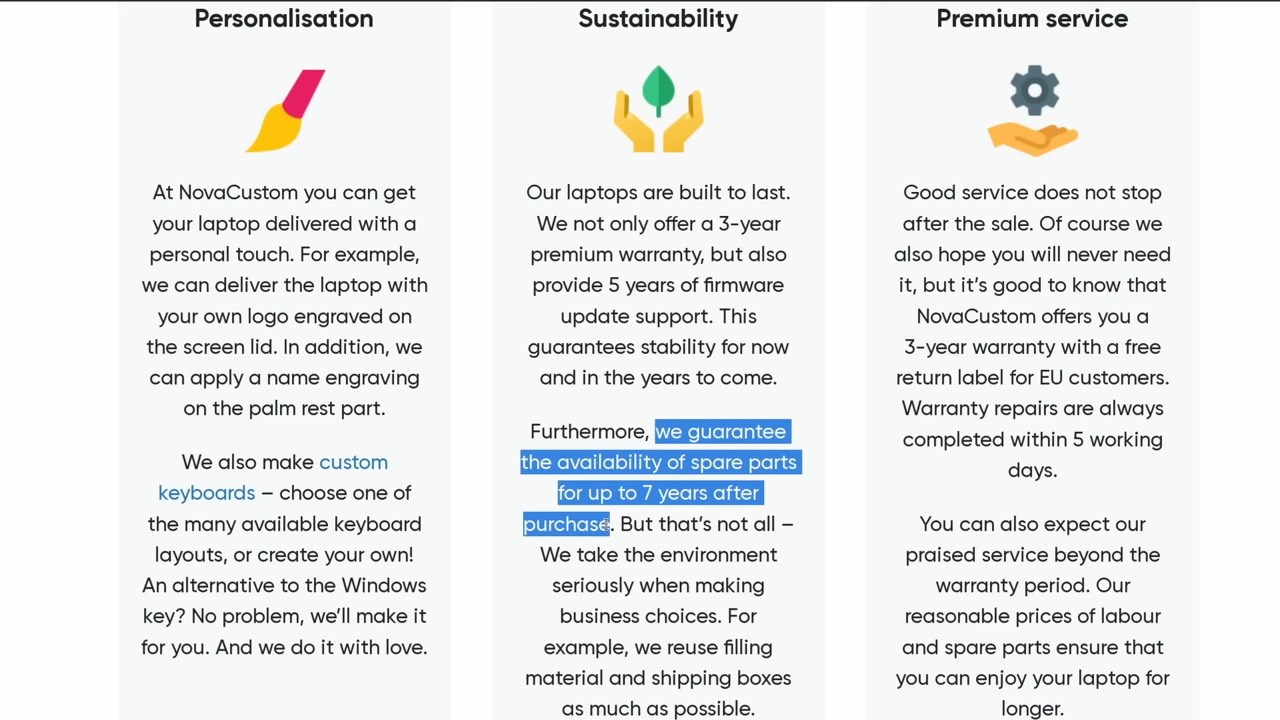 Personalisation
At NovaCustom you can get
your laptop delivered with a
personal touch. For example,
we can deliver the laptop with
your own logo engraved on
the screen lid. In addition, we
can apply a name engraving
on the palm rest part.
We also make custom
keyboards – choose one of
the many available keyboard
layouts, or create your own!
An alternative to the Windows
key? No problem, we’ll make it
for you. And we do it with love.
Sustainability
Our laptops are built to last.
We not only offer a 3-year
premium warranty, but also
provide 5 years of firmware
update support. This
guarantees stability for now
and in the years to come.
Furthermore, we guarantee
the availability of spare parts
for up to 7 years after
purchase. But that’s not all –
We take the environment
seriously when making
business choices. For
example, we reuse filling
material and shipping boxes
as much as possible.
Premium service
Good service does not stop
after the sale. Of course we
also hope you will never need
it, but it’s good to know that
NovaCustom offers you a
3-year warranty with a free
return label for EU customers.
Warranty repairs are always
completed within 5 working
days.
You can also expect our
praised service beyond the
warranty period. Our
reasonable prices of labour
and spare parts ensure that
you can enjoy your laptop for
longer.